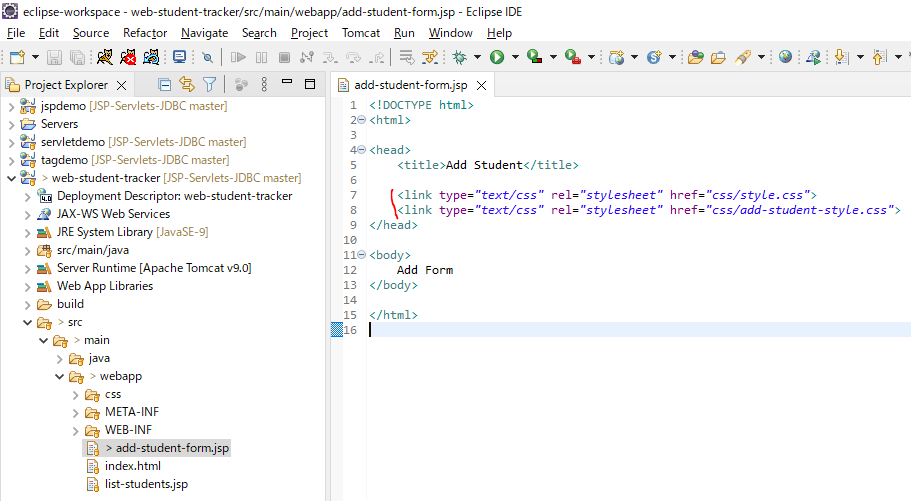 eclipse-workspace - web-student-tracker/src/main/webapp/add-student-form.jsp - Eclipse IDE
File Edit Source Refactor Navigate Search Project Tomcat Run Window Help
Project Explorer
jspdemo [JSP-Servlets-JDBC master]
Servers
servletdemo [JSP-Servlets-JDBC master]
tagdemo [JSP-Servlets-JDBC master]
> web-student-tracker [JSP-Servlets-JDBC master]
Deployment Descriptor: web-student-tracker
JAX-WS Web Services
JRE System Library [JavaSE-9]
src/main/java
Server Runtime [Apache Tomcat v9.0]
Web App Libraries
build
> src
> main
java
> webapp
css
META-INF
WEB-INF
> add-student-form.jsp
index.html
list-students.jsp
add-student-form.jsp
1 <!DOCTYPE html>
2 <html>
3
4 <head>
5 <title>Add Student</title>
6
7 <link type="text/css" rel="stylesheet" href="css/style.css">
8 <link type="text/css" rel="stylesheet" href="css/add-student-style.css">
9 </head>
10
11 <body>
12 Add Form
13 </body>
14
15 </html>
16